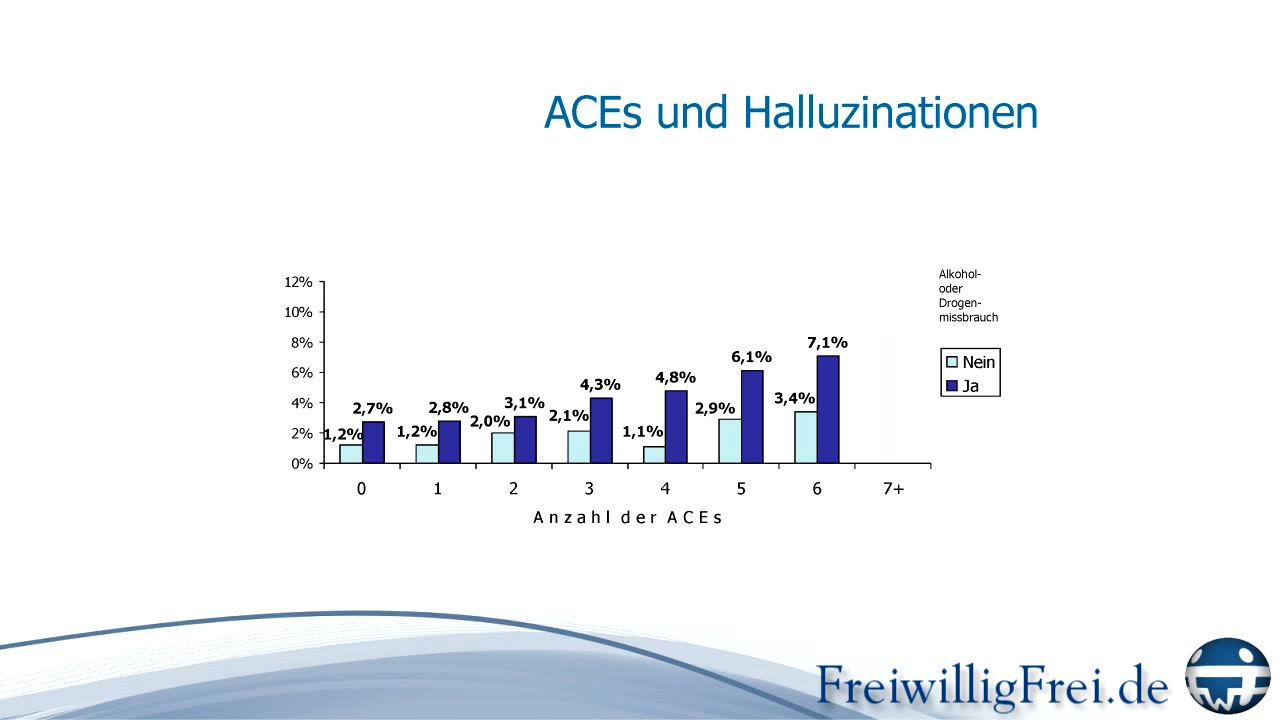 ACEs und Halluzinationen
Alkohol-
oder
Drogen-
missbrauch
Nein
Ja
12%
10%
8%
6%
4%
2%
0%
1,2%
2,7%
1,2%
2,8%
2,0%
3,1%
2,1%
4,3%
1,1%
4,8%
2,9%
6,1%
3,4%
7,1%
0 1 2 3 4 5 6 7+
Anzahl der ACEs
FreiwilligFrei.de